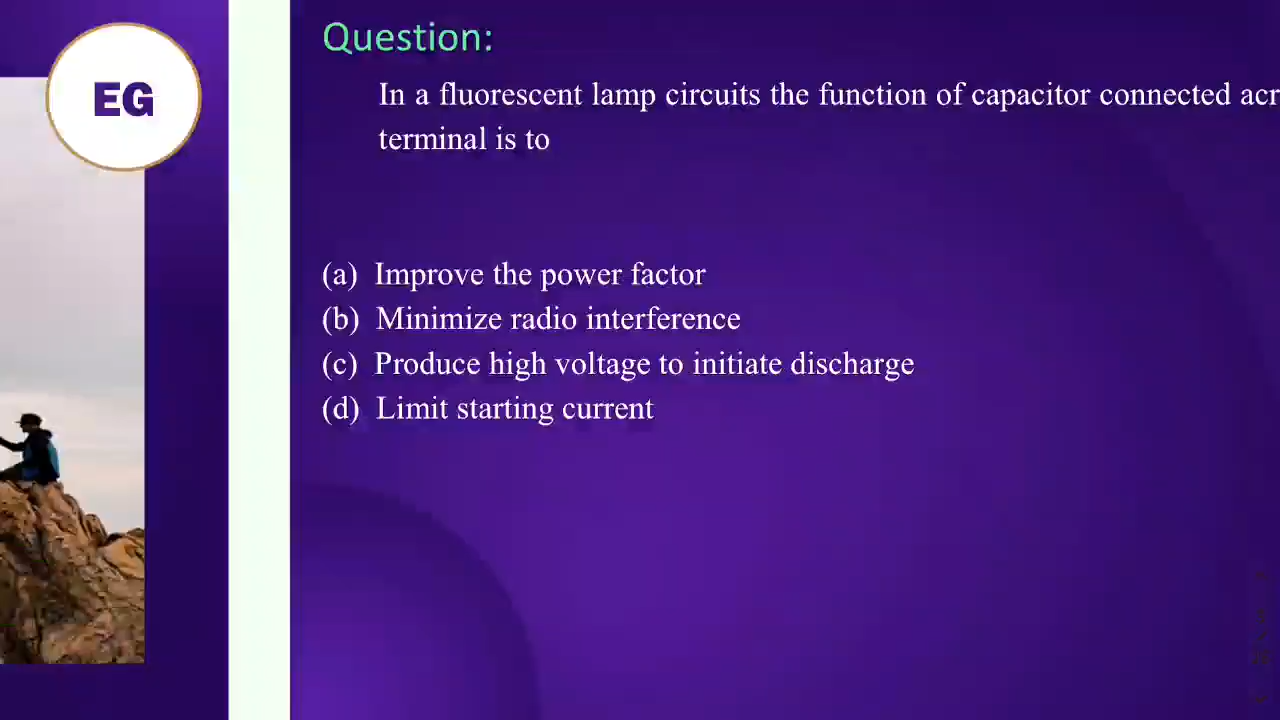 EG
Question:
In a fluorescent lamp circuits the function of capacitor connected
terminal is to
(a) Improve the power factor
(b) Minimize radio interference
(c) Produce high voltage to initiate discharge
(d) Limit starting current